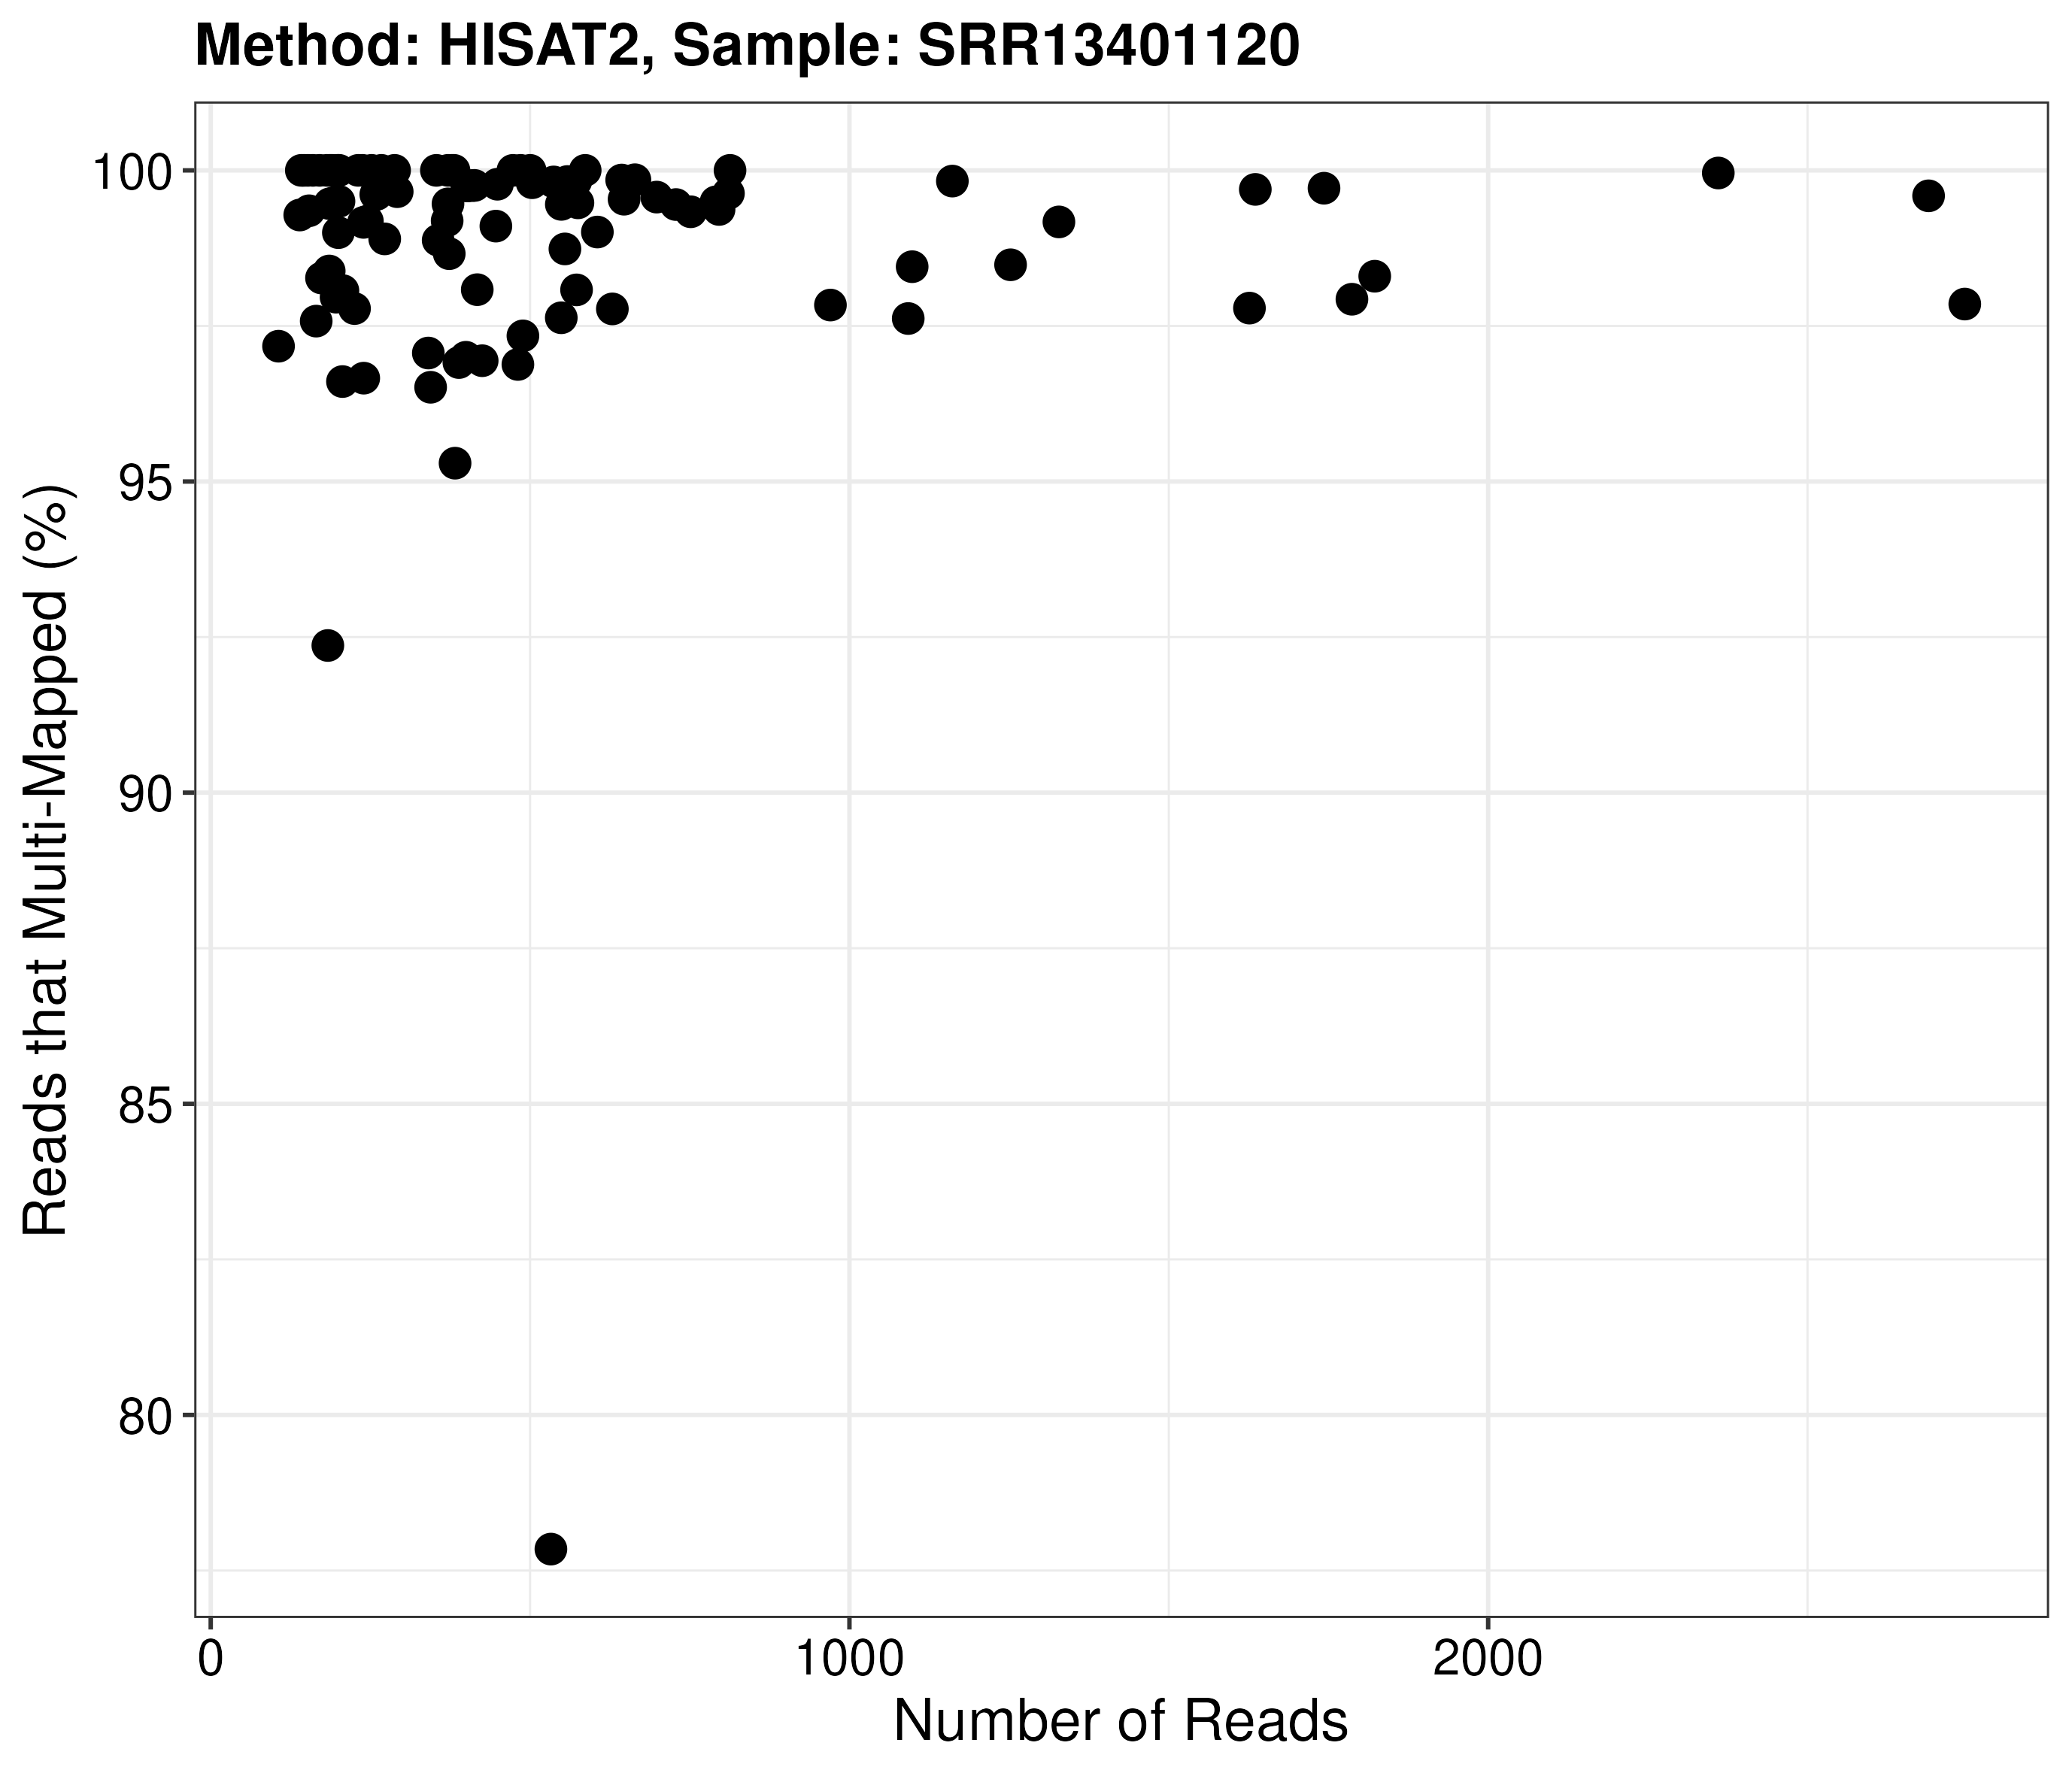 Method: HISAT2, Sample: SRR13401120
Reads that Multi-Mapped (%)
100
95
90
85
80
0
1000
2000
Number of Reads